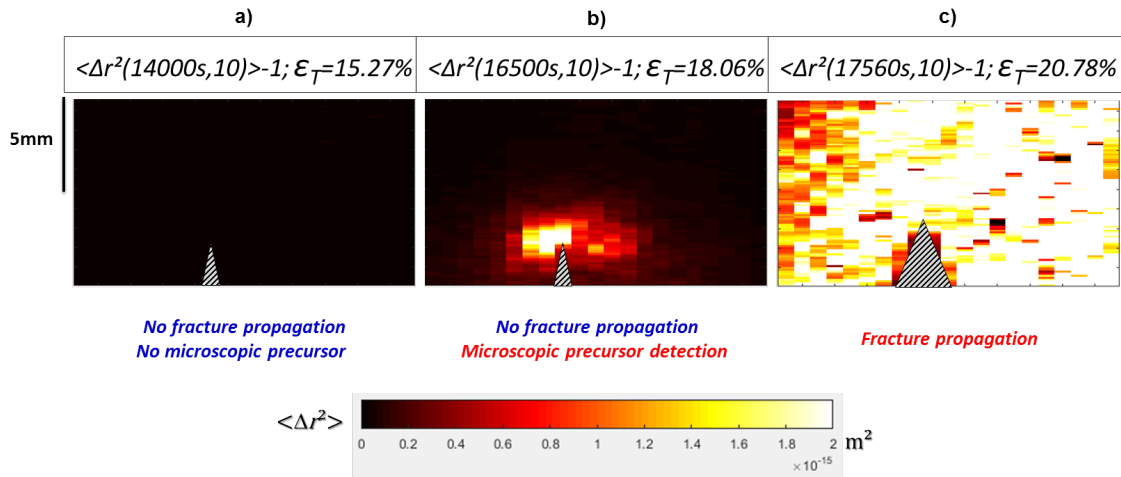 a) b) c)
<Δr²(14000s,10)>-1; ε_T=15.27% <Δr²(16500s,10)>-1; ε_T=18.06% <Δr²(17560s,10)>-1; ε_T=20.78%
5mm
No fracture propagation No fracture propagation Fracture propagation
No microscopic precursor Microscopic precursor detection
<Δr²> m²
0 0.2 0.4 0.6 0.8 1 1.2 1.4 1.6 1.8 2
×10⁻¹⁵